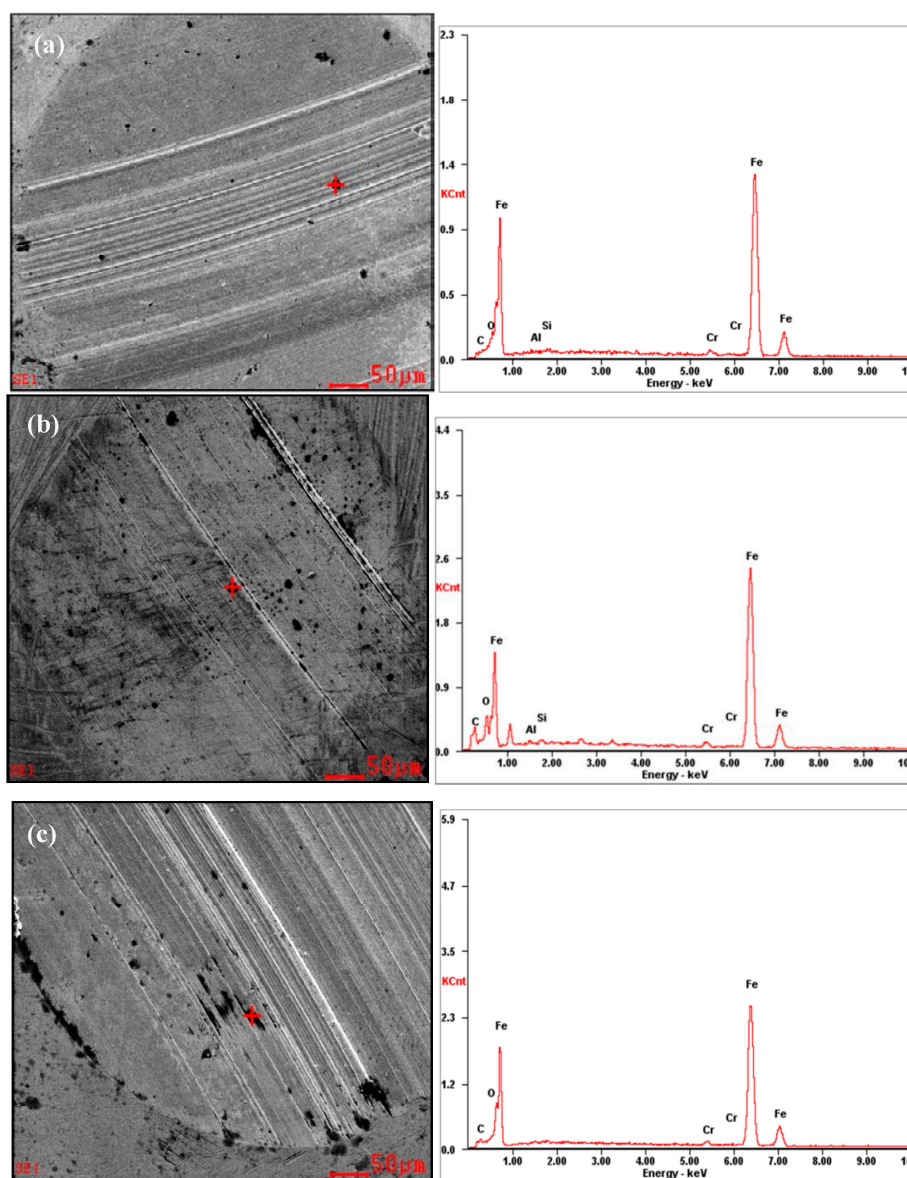 (a)
SE1
50µm
2.3
1.8
1.4
KCnt
0.9
0.5
0.0
Fe
Fe
C
O
Al
Si
Cr
Cr
Fe
1.00 2.00 3.00 4.00 5.00 6.00 7.00 8.00 9.00 10
Energy - keV
(b)
SE1
50µm
4.4
3.5
2.6
KCnt
1.8
0.9
0.0
Fe
Fe
C
O
Al
Si
Cr
Cr
Fe
1.00 2.00 3.00 4.00 5.00 6.00 7.00 8.00 9.00 10
Energy - keV
(c)
SE1
50µm
5.9
4.7
3.5
KCnt
2.3
1.2
0.0
Fe
Fe
C
O
Cr
Cr
Fe
1.00 2.00 3.00 4.00 5.00 6.00 7.00 8.00 9.00 10
Energy - keV